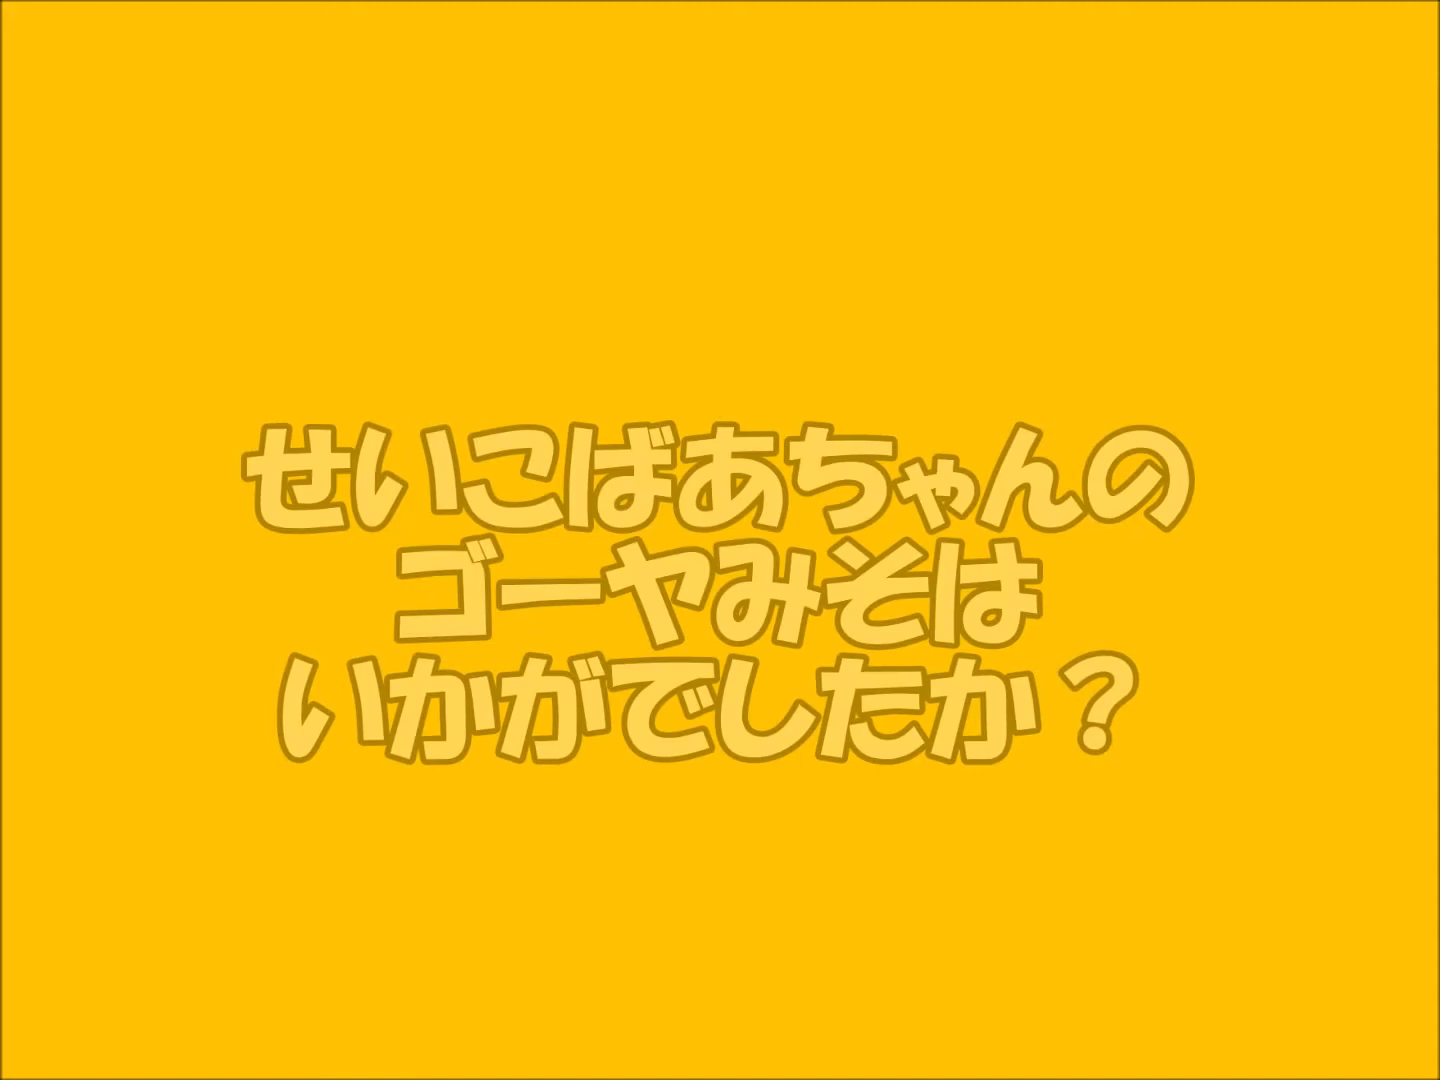 せいこばあちゃんの
ゴーヤみそは
いかがでしたか？